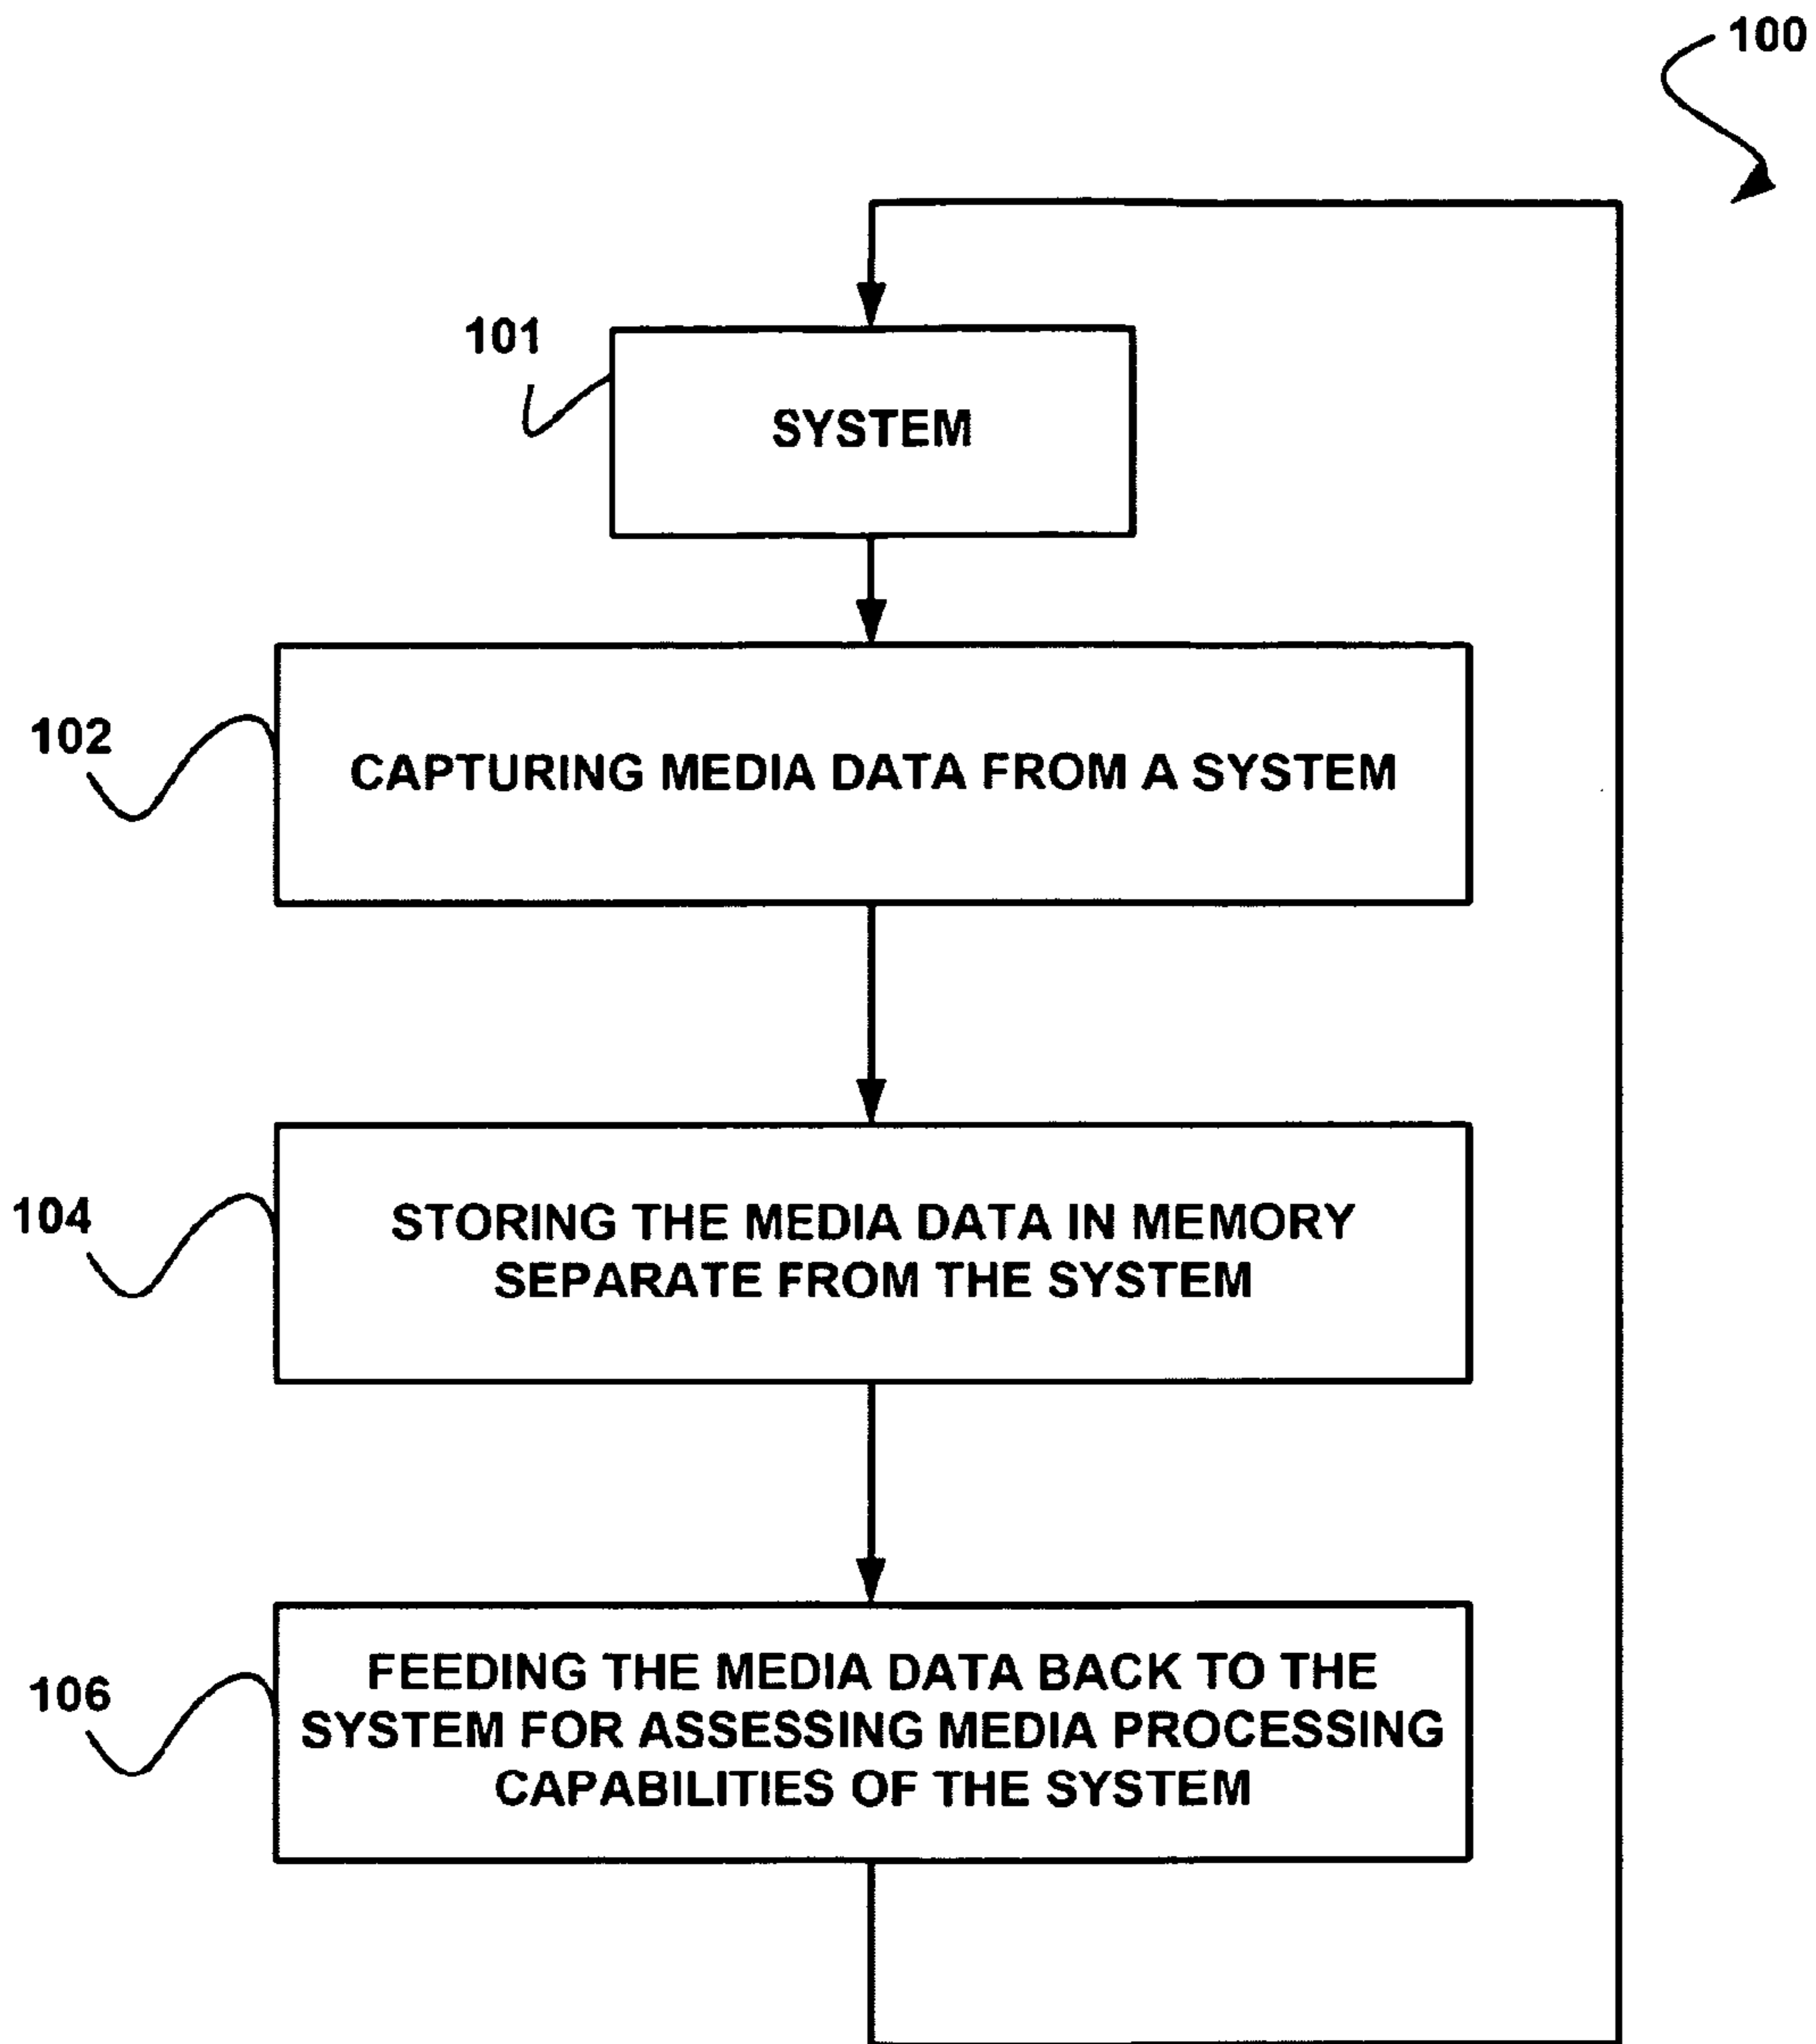 100
101
SYSTEM
102
CAPTURING MEDIA DATA FROM A SYSTEM
104
STORING THE MEDIA DATA IN MEMORY
SEPARATE FROM THE SYSTEM
106
FEEDING THE MEDIA DATA BACK TO THE
SYSTEM FOR ASSESSING MEDIA PROCESSING
CAPABILITIES OF THE SYSTEM